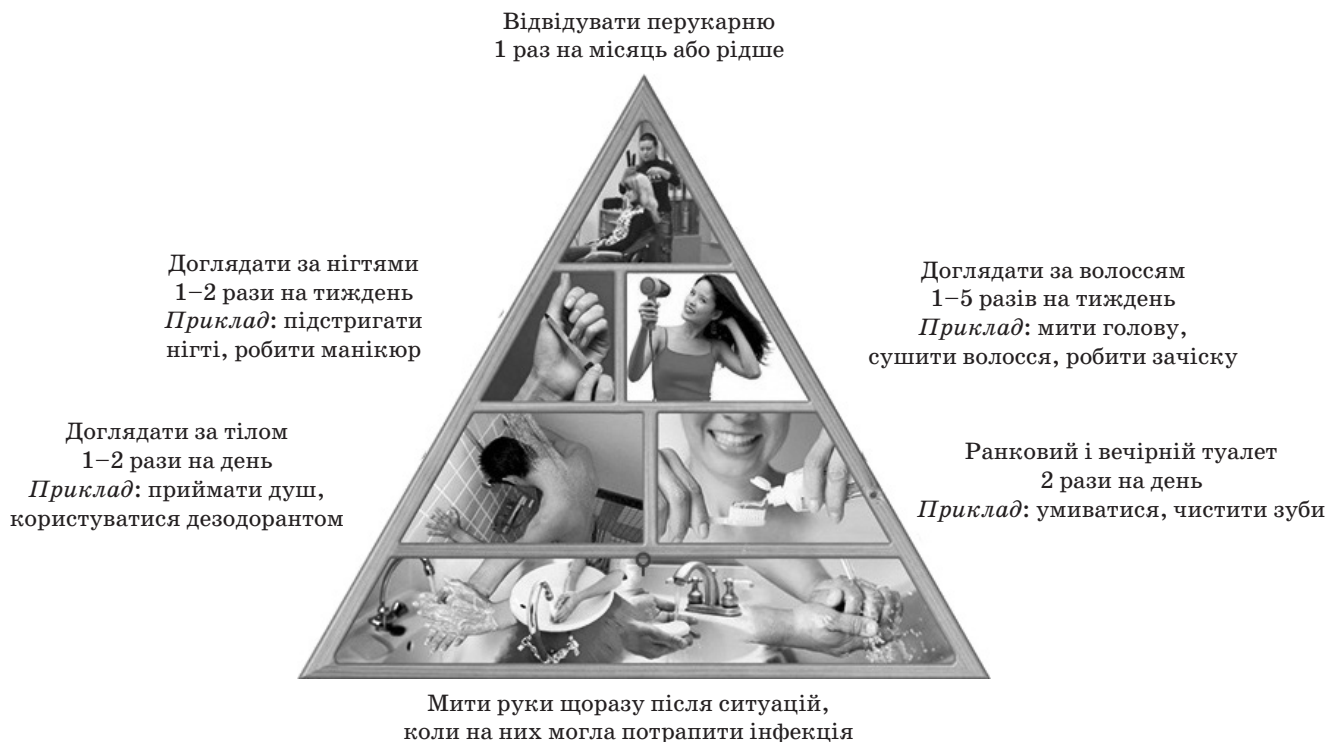 Відвідувати перукарню
1 раз на місяць або рідше
Доглядати за нігтями
1–2 рази на тиждень
Приклад: підстригати
нігті, робити манікюр
Доглядати за волоссям
1–5 разів на тиждень
Приклад: мити голову,
сушити волосся, робити зачіску
Доглядати за тілом
1–2 рази на день
Приклад: приймати душ,
користуватися дезодорантом
Ранковий і вечірній туалет
2 рази на день
Приклад: умиватися, чистити зуби
Мити руки щоразу після ситуацій,
коли на них могла потрапити інфекція